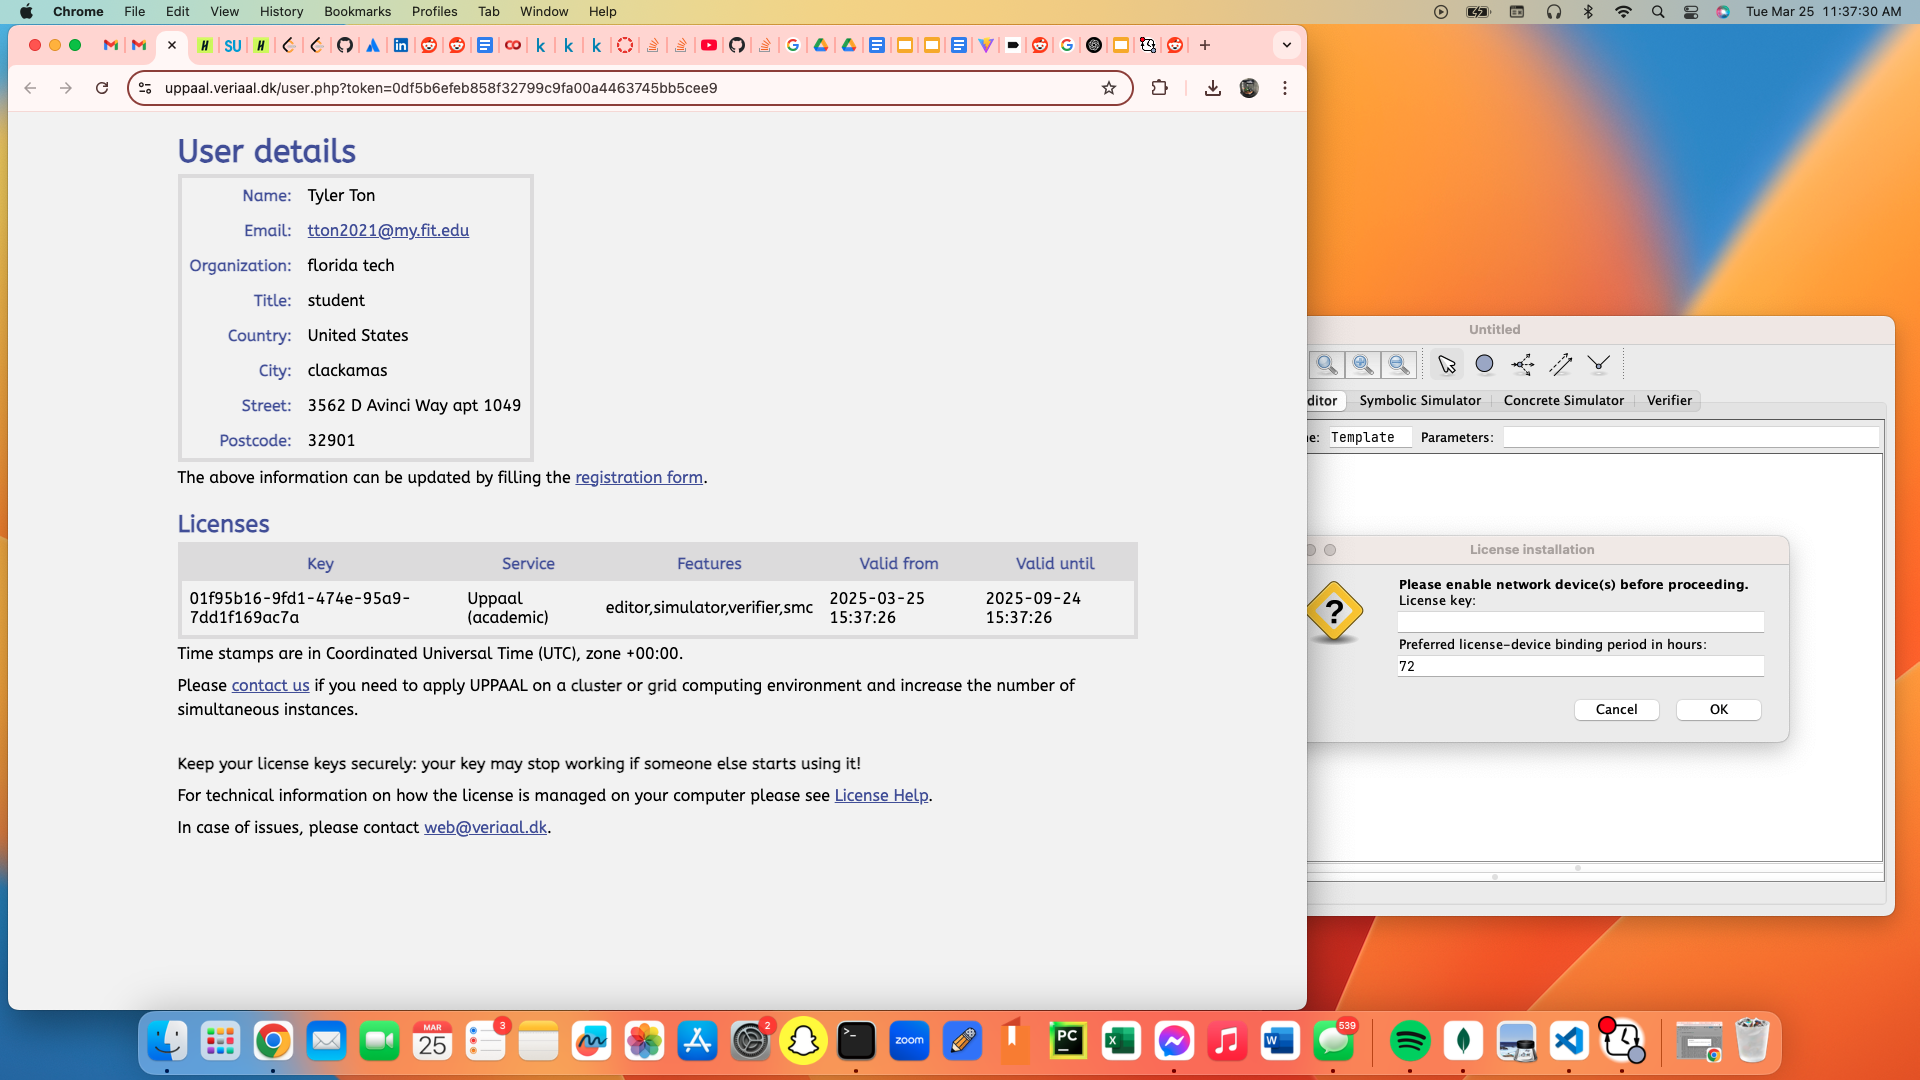 Chrome File Edit View History Bookmarks Profiles Tab Window Help Tue Mar 25 11:37:30 AM
uppaal.veriaal.dk/user.php?token=0df5b6efeb858f32799c9fa00a4463745bb5cee9
User details
Name: Tyler Ton
Email: tton2021@my.fit.edu
Organization: florida tech
Title: student
Country: United States
City: clackamas
Street: 3562 D Avinci Way apt 1049
Postcode: 32901
The above information can be updated by filling the registration form.
Licenses
Key Service Features Valid from Valid until
01f95b16-9fd1-474e-95a9-
7dd1f169ac7a
Uppaal
(academic)
editor,simulator,verifier,smc
2025-03-25
15:37:26
2025-09-24
15:37:26
Time stamps are in Coordinated Universal Time (UTC), zone +00:00.
Please contact us if you need to apply UPPAAL on a cluster or grid computing environment and increase the number of
simultaneous instances.
Keep your license keys securely: your key may stop working if someone else starts using it!
For technical information on how the license is managed on your computer please see License Help.
In case of issues, please contact web@veriaal.dk.
Untitled
ditor Symbolic Simulator Concrete Simulator Verifier
ne: Template Parameters:
License installation
Please enable network device(s) before proceeding.
License key:
Preferred license-device binding period in hours:
72
Cancel OK
MAR
25
3
2
zoom
PC
539